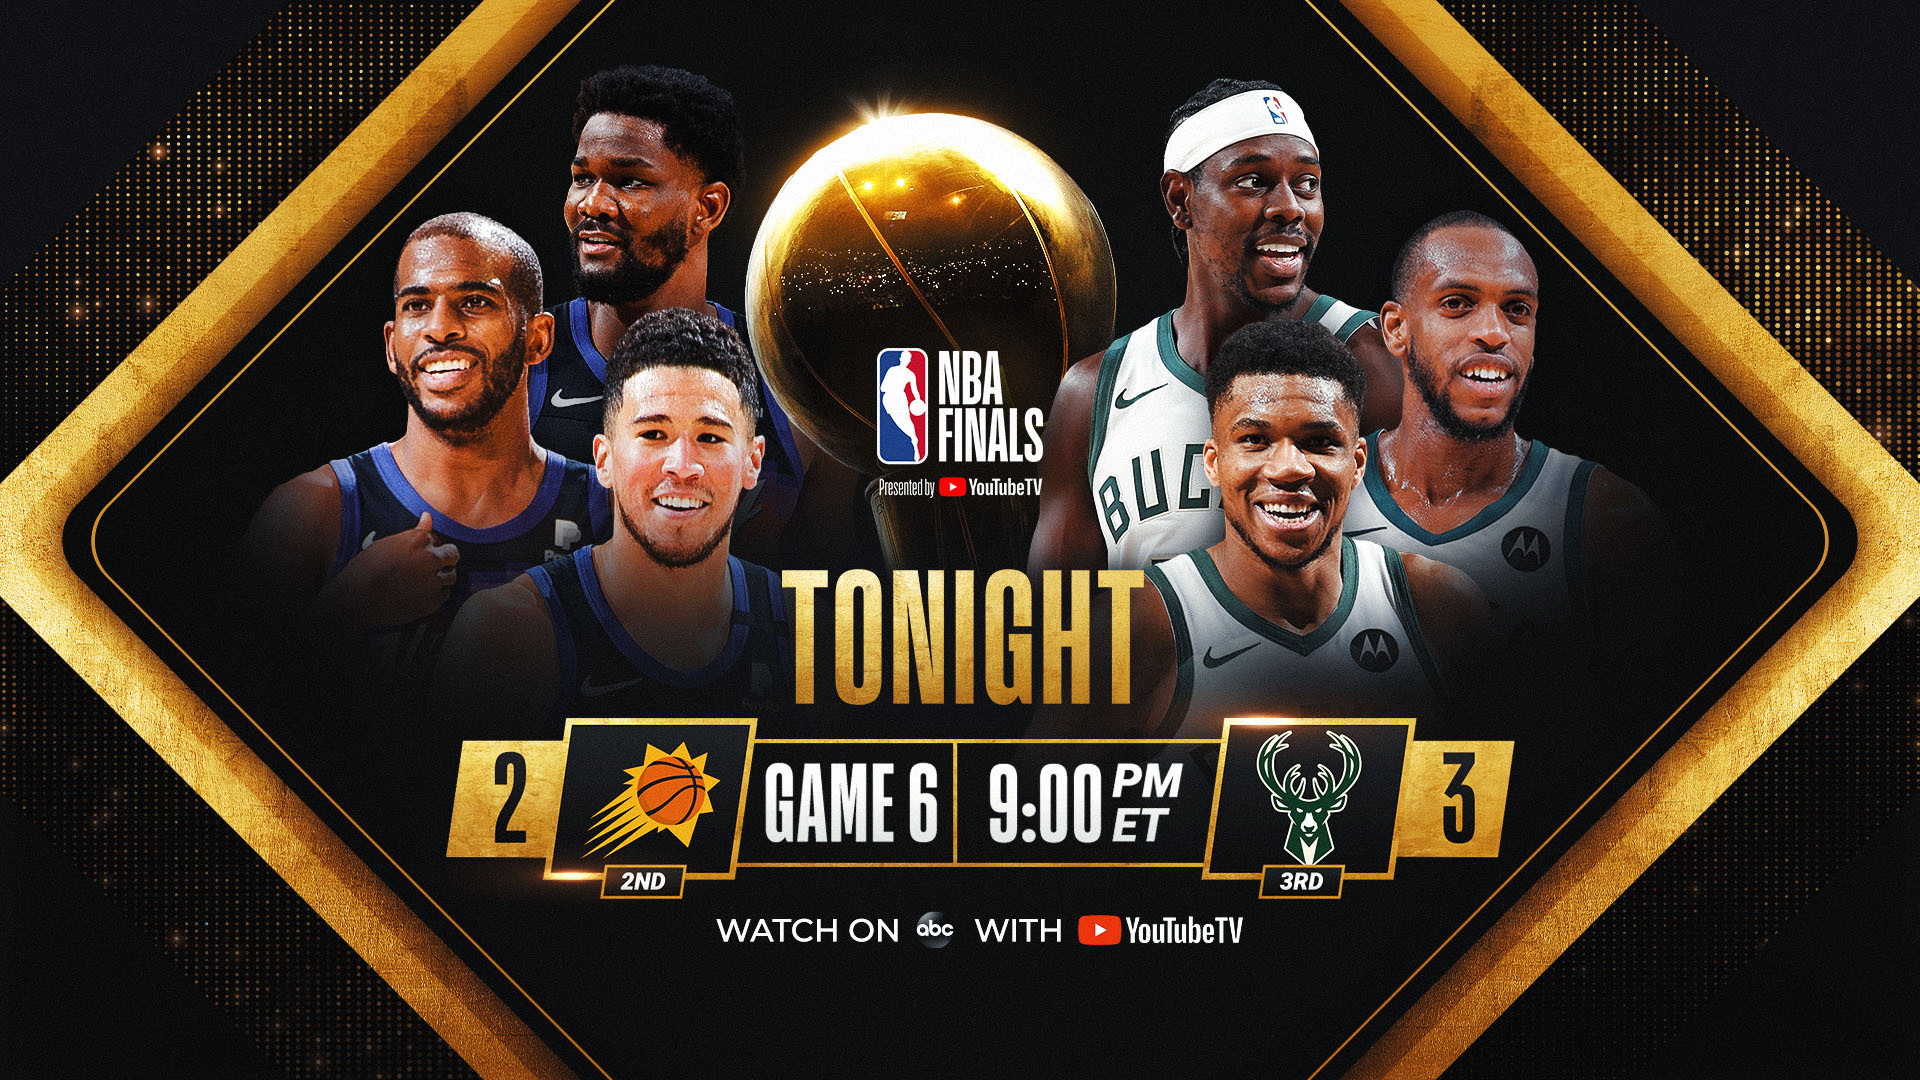 NBA
FINALS
Presented by YouTubeTV
BUC
TONIGHT
2
GAME 6
9:00 PM ET
3
2ND
3RD
WATCH ON abc WITH YouTubeTV